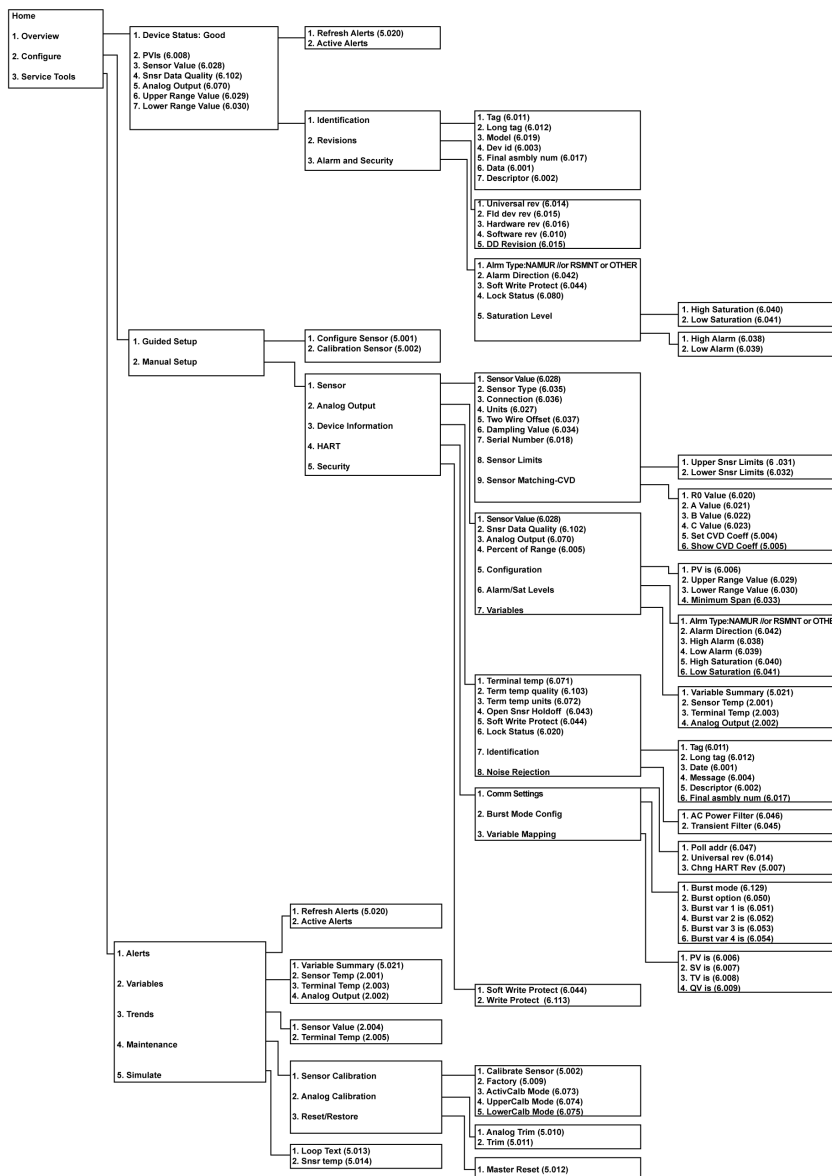 Home
1. Overview
2. Configure
3. Service Tools
1. Device Status: Good
2. PVIs (6.008)
3. Sensor Value (6.028)
4. Snsr Data Quality (6.102)
5. Analog Output (6.070)
6. Upper Range Value (6.029)
7. Lower Range Value (6.030)
1. Refresh Alerts (5.020)
2. Active Alerts
1. Identification
2. Revisions
3. Alarm and Security
1. Tag (6.011)
2. Long tag (6.012)
3. Model (6.019)
4. Dev id (6.003)
5. Final asmbly num (6.017)
6. Data (6.001)
7. Descriptor (6.002)
1. Universal rev (6.014)
2. Fld dev rev (6.015)
3. Hardware rev (6.016)
4. Software rev (6.010)
5. DD Revision (6.015)
1. Alrm Type:NAMUR //or RSMNT or OTHER
2. Alarm Direction (6.042)
3. Soft Write Protect (6.044)
4. Lock Status (6.080)
5. Saturation Level
1. High Saturation (6.040)
2. Low Saturation (6.041)
1. High Alarm (6.038)
2. Low Alarm (6.039)
1. Guided Setup
2. Manual Setup
1. Configure Sensor (5.001)
2. Calibration Sensor (5.002)
1. Sensor
2. Analog Output
3. Device Information
4. HART
5. Security
1. Sensor Value (6.028)
2. Sensor Type (6.035)
3. Connection (6.036)
4. Units (6.027)
5. Two Wire Offset (6.037)
6. Dampling Value (6.034)
7. Serial Number (6.018)
8. Sensor Limits
9. Sensor Matching-CVD
1. Upper Snsr Limits (6 .031)
2. Lower Snsr Limits (6.032)
1. R0 Value (6.020)
2. A Value (6.021)
3. B Value (6.022)
4. C Value (6.023)
5. Set CVD Coeff (5.004)
6. Show CVD Coeff (5.005)
1. Sensor Value (6.028)
2. Snsr Data Quality (6.102)
3. Analog Output (6.070)
4. Percent of Range (6.005)
5. Configuration
6. Alarm/Sat Levels
7. Variables
1. PV is (6.006)
2. Upper Range Value (6.029)
3. Lower Range Value (6.030)
4. Minimum Span (6.033)
1. Alrm Type:NAMUR //or RSMNT or OTHE
2. Alarm Direction (6.042)
3. High Alarm (6.038)
4. Low Alarm (6.039)
5. High Saturation (6.040)
6. Low Saturation (6.041)
1. Variable Summary (5.021)
2. Sensor Temp (2.001)
3. Terminal Temp (2.003)
4. Analog Output (2.002)
1. Terminal temp (6.071)
2. Term temp quality (6.103)
3. Term temp units (6.072)
4. Open Snsr Holdoff (6.043)
5. Soft Write Protect (6.044)
6. Lock Status (6.020)
7. Identification
8. Noise Rejection
1. Tag (6.011)
2. Long tag (6.012)
3. Date (6.001)
4. Message (6.004)
5. Descriptor (6.002)
6. Final asmbly num (6.017)
1. AC Power Filter (6.046)
2. Transient Filter (6.045)
1. Comm Settings
2. Burst Mode Config
3. Variable Mapping
1. Poll addr (6.047)
2. Universal rev (6.014)
3. Chng HART Rev (5.007)
1. Burst mode (6.129)
2. Burst option (6.050)
3. Burst var 1 is (6.051)
4. Burst var 2 is (6.052)
5. Burst var 3 is (6.053)
6. Burst var 4 is (6.054)
1. PV is (6.006)
2. SV is (6.007)
3. TV is (6.008)
4. QV is (6.009)
1. Soft Write Protect (6.044)
2. Write Protect (6.113)
1. Alerts
2. Variables
3. Trends
4. Maintenance
5. Simulate
1. Refresh Alerts (5.020)
2. Active Alerts
1. Variable Summary (5.021)
2. Sensor Temp (2.001)
3. Terminal Temp (2.003)
4. Analog Output (2.002)
1. Sensor Value (2.004)
2. Terminal Temp (2.005)
1. Sensor Calibration
2. Analog Calibration
3. Reset/Restore
1. Calibrate Sensor (5.002)
2. Factory (5.009)
3. ActivCalb Mode (6.073)
4. UpperCalb Mode (6.074)
5. LowerCalb Mode (6.075)
1. Analog Trim (5.010)
2. Trim (5.011)
1. Master Reset (5.012)
1. Loop Text (5.013)
2. Snsr temp (5.014)